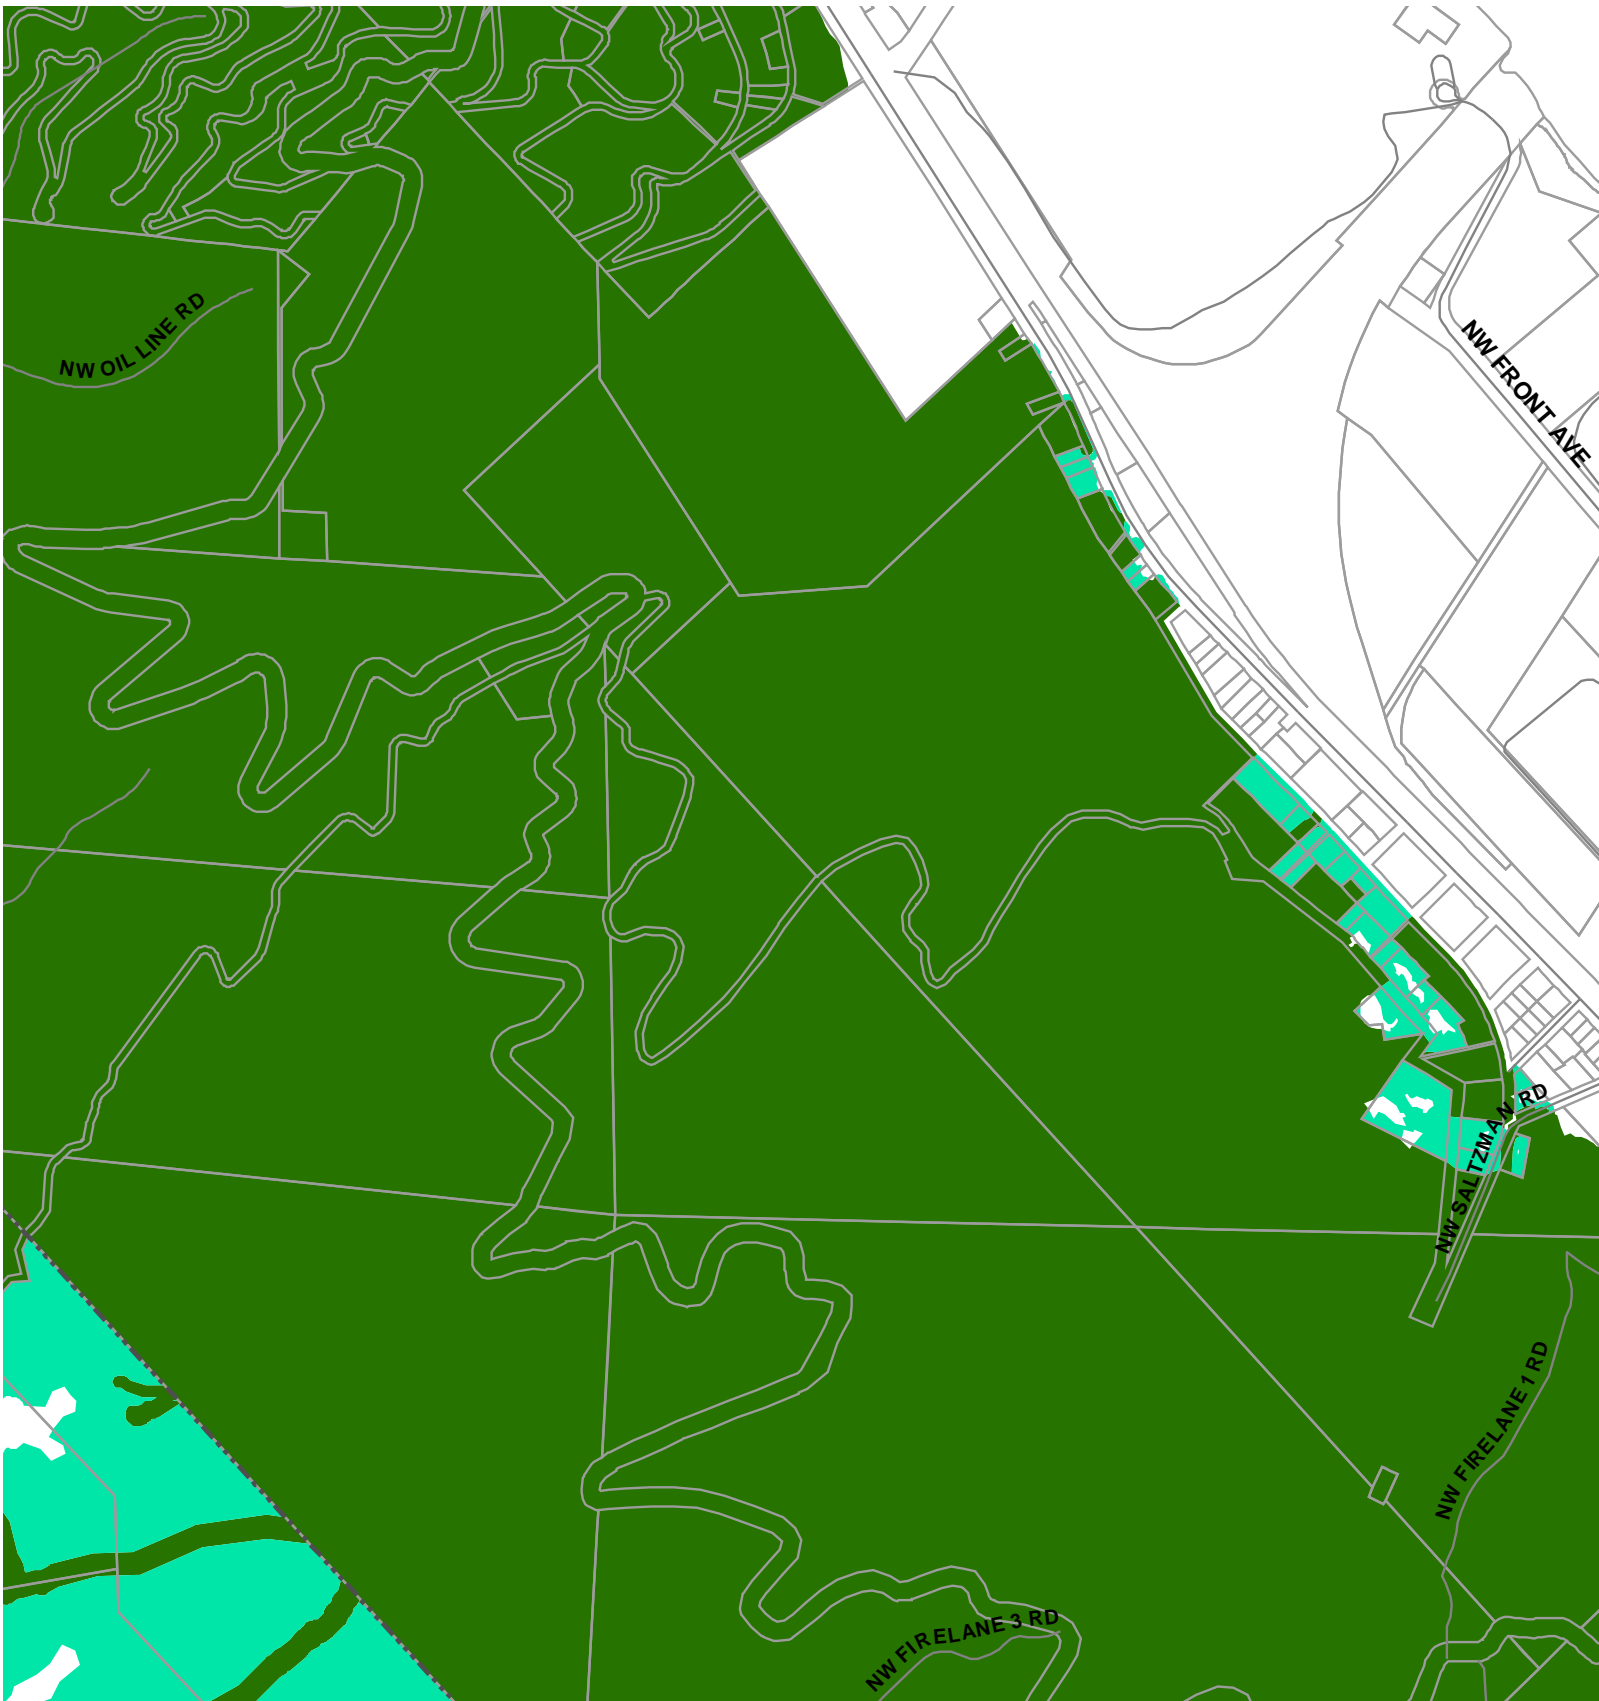 NW OIL LINE RD
NW FRONT AVE
NW SALTZMAN RD
NW FIRELANE 1 RD
NW FIRELANE 3 RD